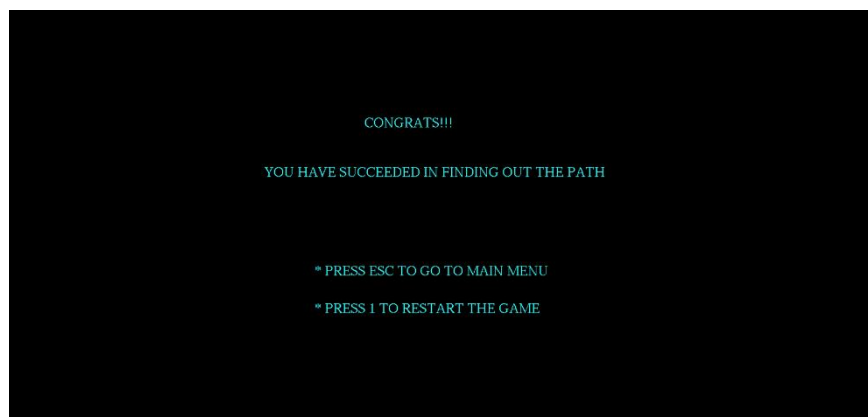 CONGRATS!!!
YOU HAVE SUCCEEDED IN FINDING OUT THE PATH
* PRESS ESC TO GO TO MAIN MENU
* PRESS 1 TO RESTART THE GAME